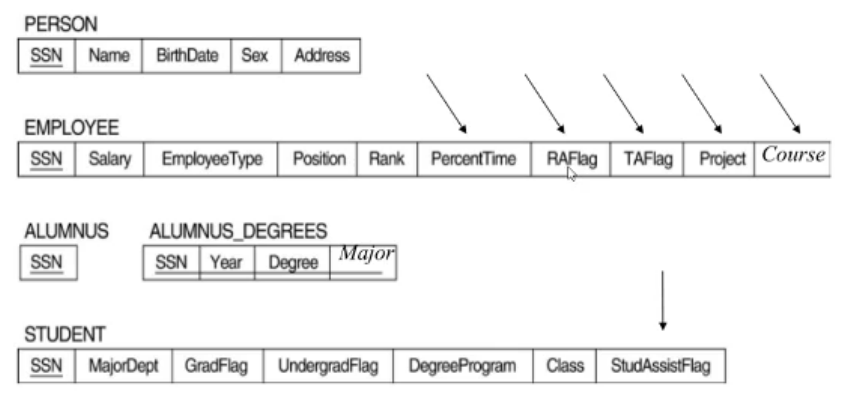 PERSON
SSN Name BirthDate Sex Address
EMPLOYEE
SSN Salary EmployeeType Position Rank PercentTime RAFlag TAFlag Project Course
ALUMNUS ALUMNUS_DEGREES
SSN SSN Year Degree Major
STUDENT
SSN MajorDept GradFlag UndergradFlag DegreeProgram Class StudAssistFlag